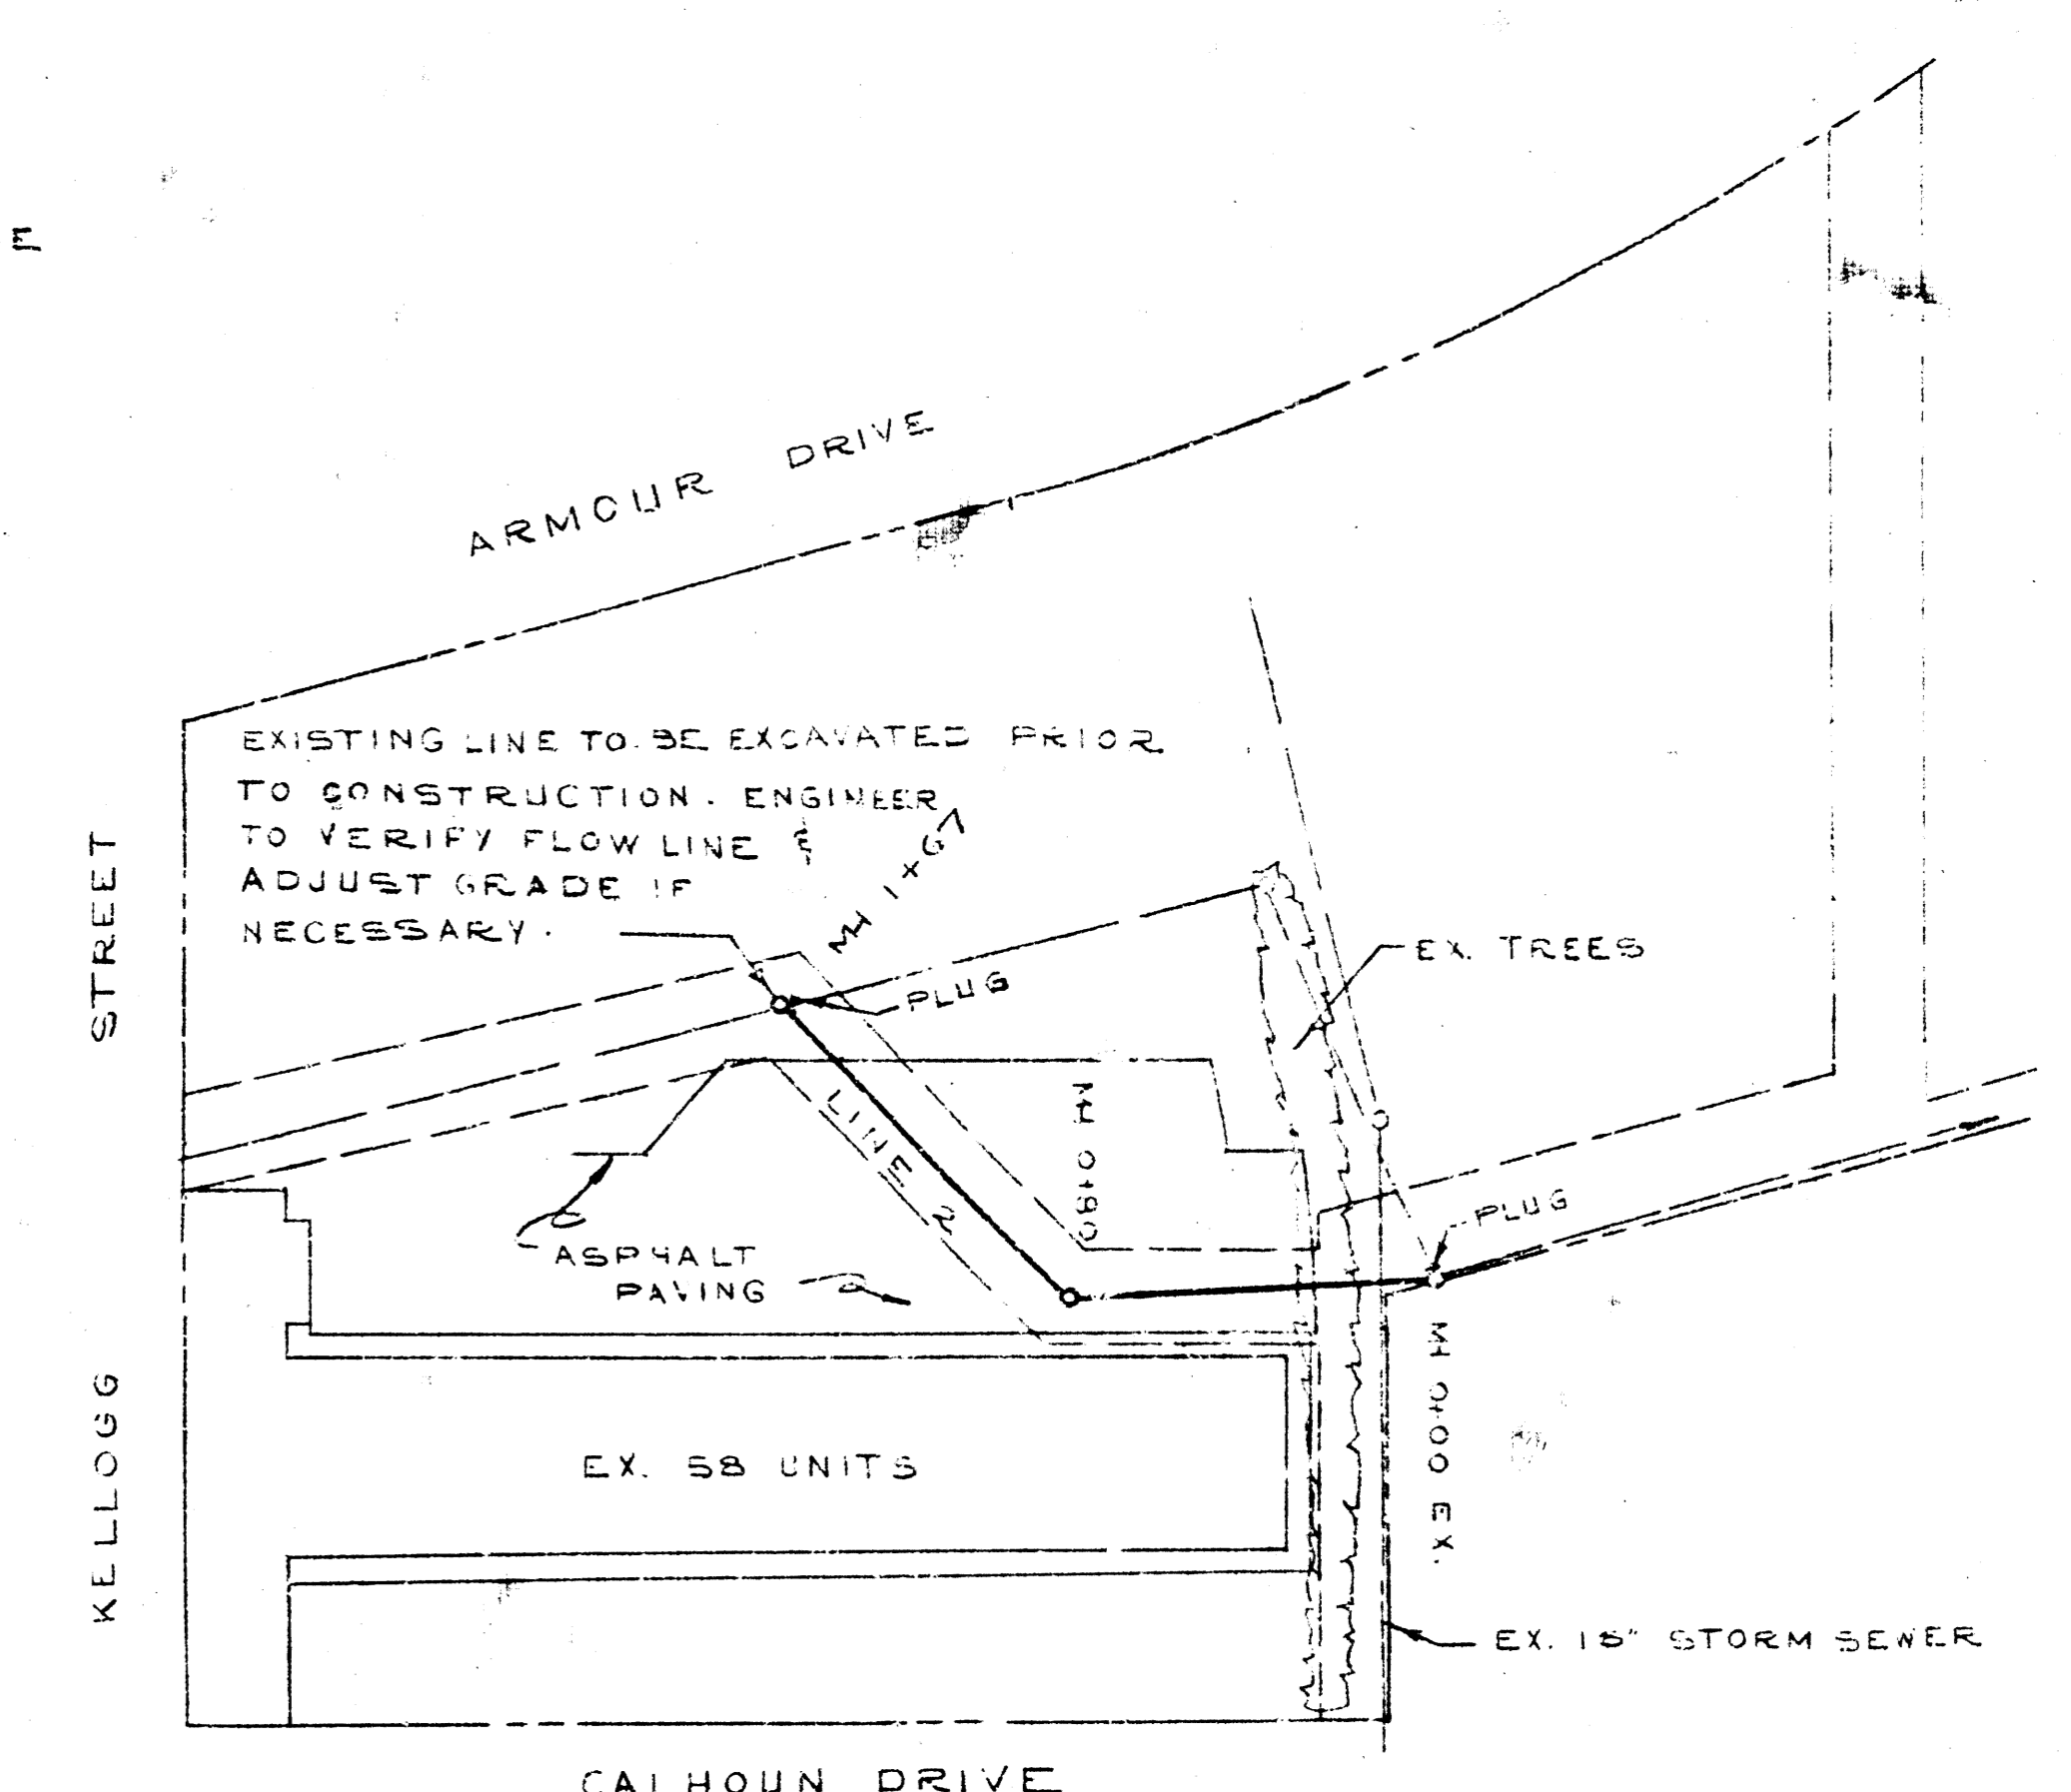 ARMOUR DRIVE
EXISTING LINE TO BE EXCAVATED PRIOR
TO CONSTRUCTION. ENGINEER
TO VERIFY FLOW LINE &
ADJUST GRADE IF
NECESSARY.
MH 1+67
PLUG
EX. TREES
STREET
KELLOGG
LINE 2
MH 0+80
PLUG
ASPHALT
PAVING
MH 0+00 EX.
EX. 58 UNITS
EX. 18" STORM SEWER
CALHOUN DRIVE